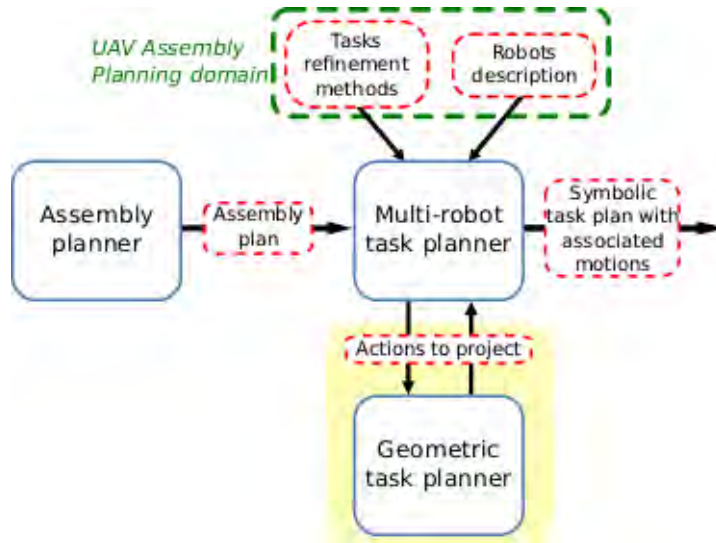 UAV Assembly
Planning domain
Tasks
refinement
methods
Robots
description
Assembly
planner
Assembly
plan
Multi-robot
task planner
Symbolic
task plan with
associated
motions
Actions to project
Geometric
task planner